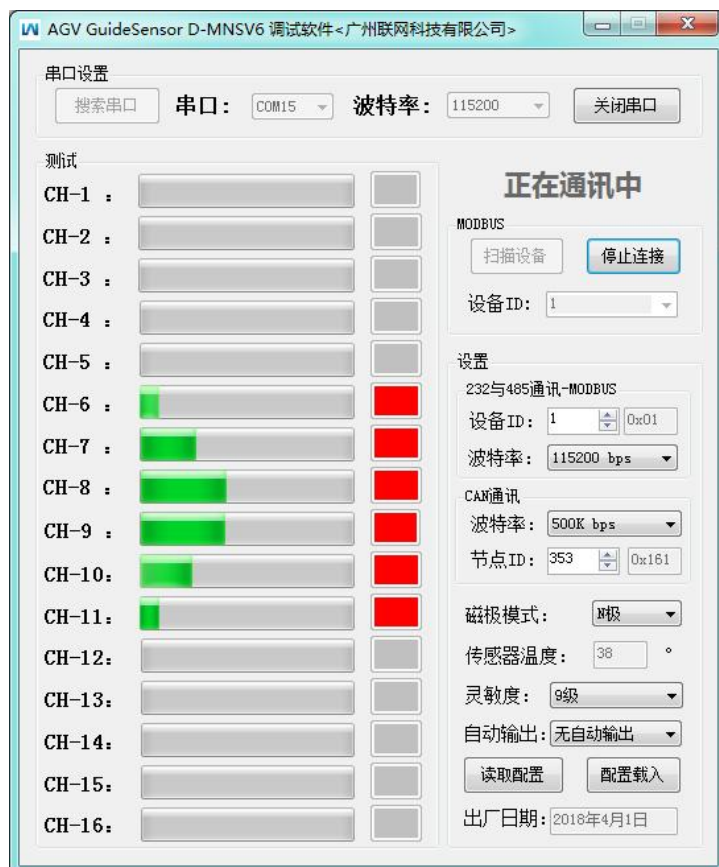 AGV GuideSensor D-MNSV6 调试软件<广州联网科技有限公司>
串口设置
搜索串口 串口: COM15 波特率: 115200 关闭串口
测试
CH-1 :
CH-2 :
CH-3 :
CH-4 :
CH-5 :
CH-6 :
CH-7 :
CH-8 :
CH-9 :
CH-10:
CH-11:
CH-12:
CH-13:
CH-14:
CH-15:
CH-16:
正在通讯中
MODBUS
扫描设备 停止连接
设备ID: 1
设置
232与485通讯-MODBUS
设备ID: 1 0x01
波特率: 115200 bps
CAN通讯
波特率: 500K bps
节点ID: 353 0x161
磁极模式: N极
传感器温度: 38 °
灵敏度: 9级
自动输出: 无自动输出
读取配置 配置载入
出厂日期: 2018年4月1日